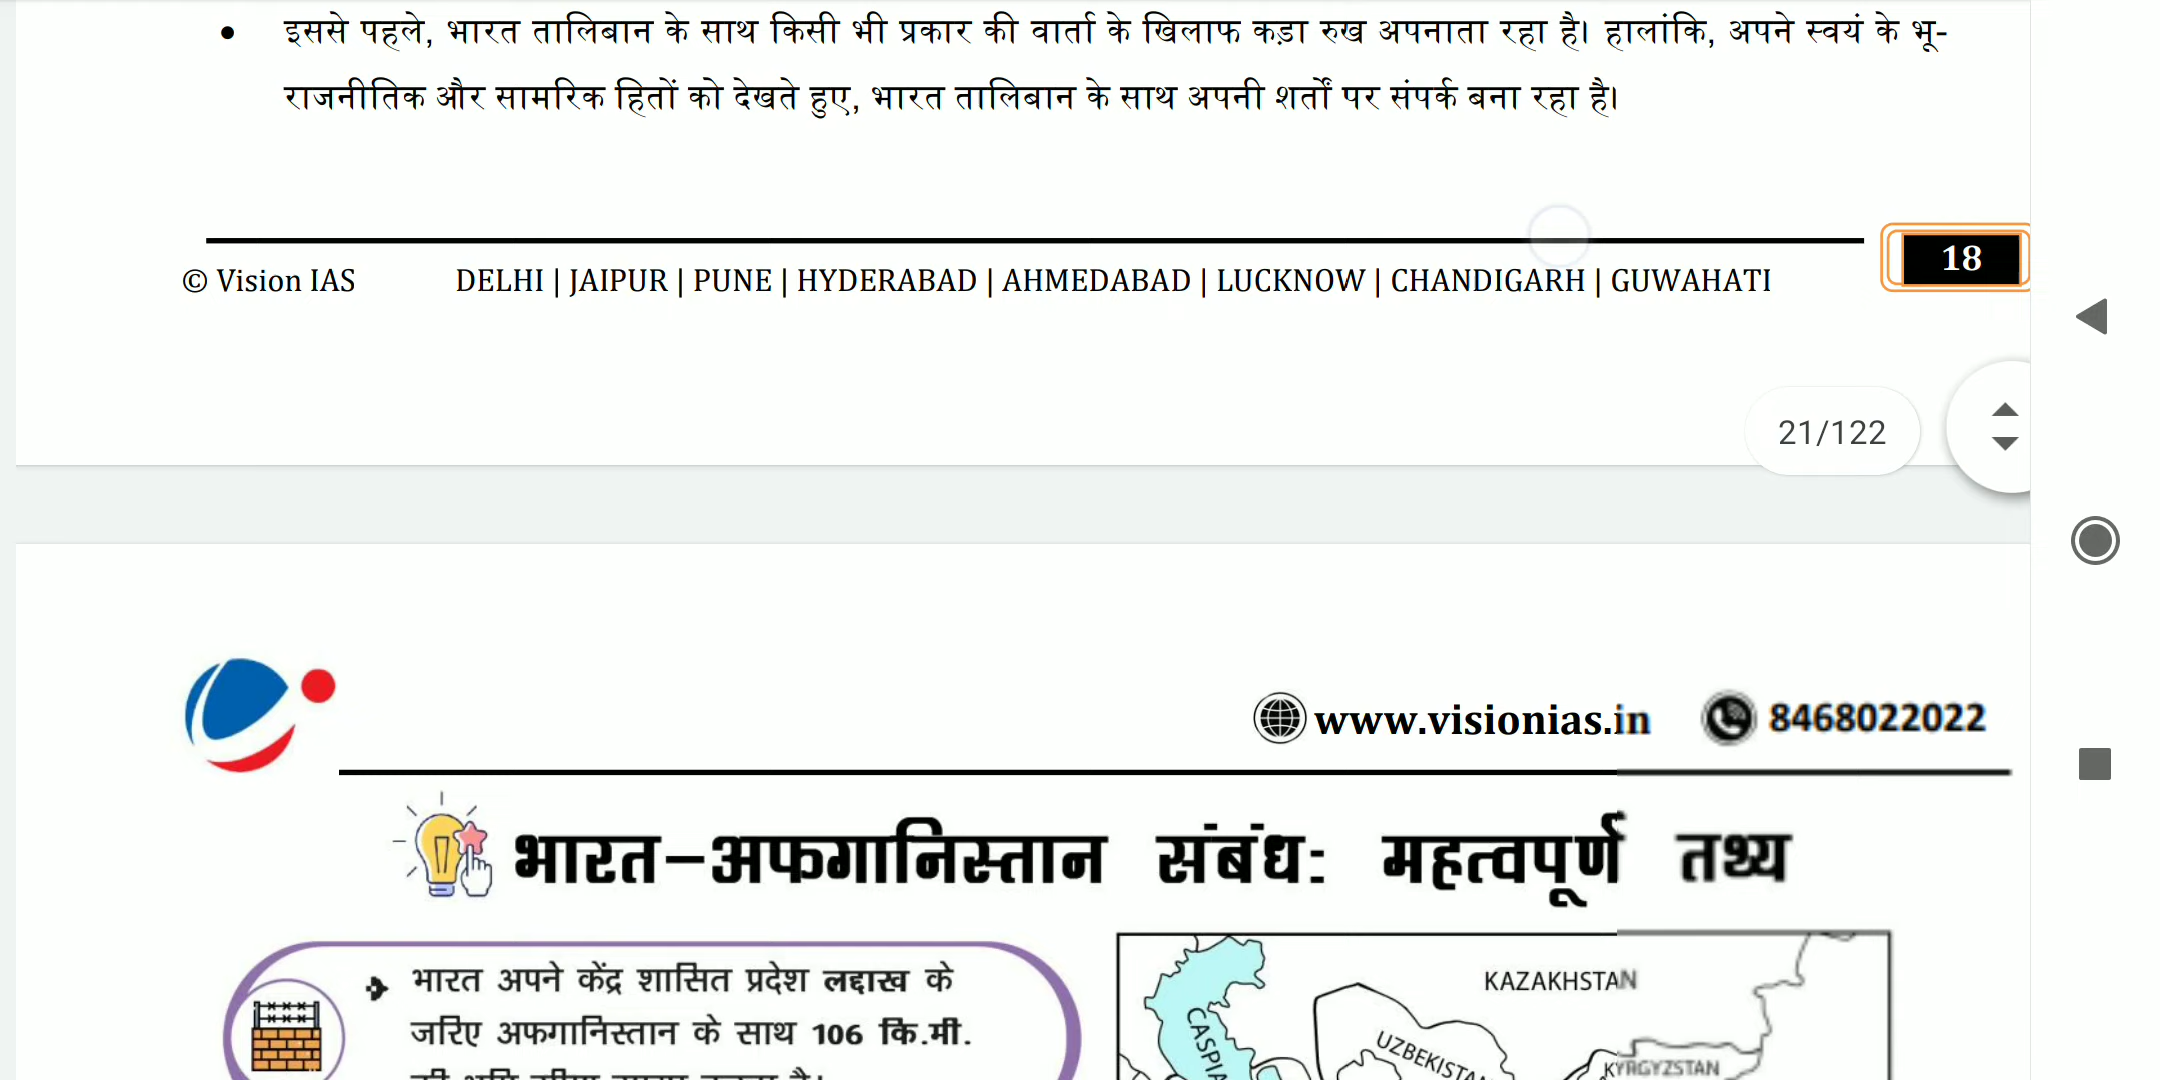 • इससे पहले, भारत तालिबान के साथ किसी भी प्रकार की वार्ता के खिलाफ कड़ा रुख अपनाता रहा है। हालांकि, अपने स्वयं के भू-
राजनीतिक और सामरिक हितों को देखते हुए, भारत तालिबान के साथ अपनी शर्तों पर संपर्क बना रहा है।
18
© Vision IAS DELHI | JAIPUR | PUNE | HYDERABAD | AHMEDABAD | LUCKNOW | CHANDIGARH | GUWAHATI
21/122
www.visionias.in 8468022022
भारत–अफगानिस्तान संबंध: महत्वपूर्ण तथ्य
भारत अपने केंद्र शासित प्रदेश लद्दाख के
जरिए अफगानिस्तान के साथ 106 कि.मी.
KAZAKHSTAN
UZBEKISTA
CASPIA
KYRGYZSTAN